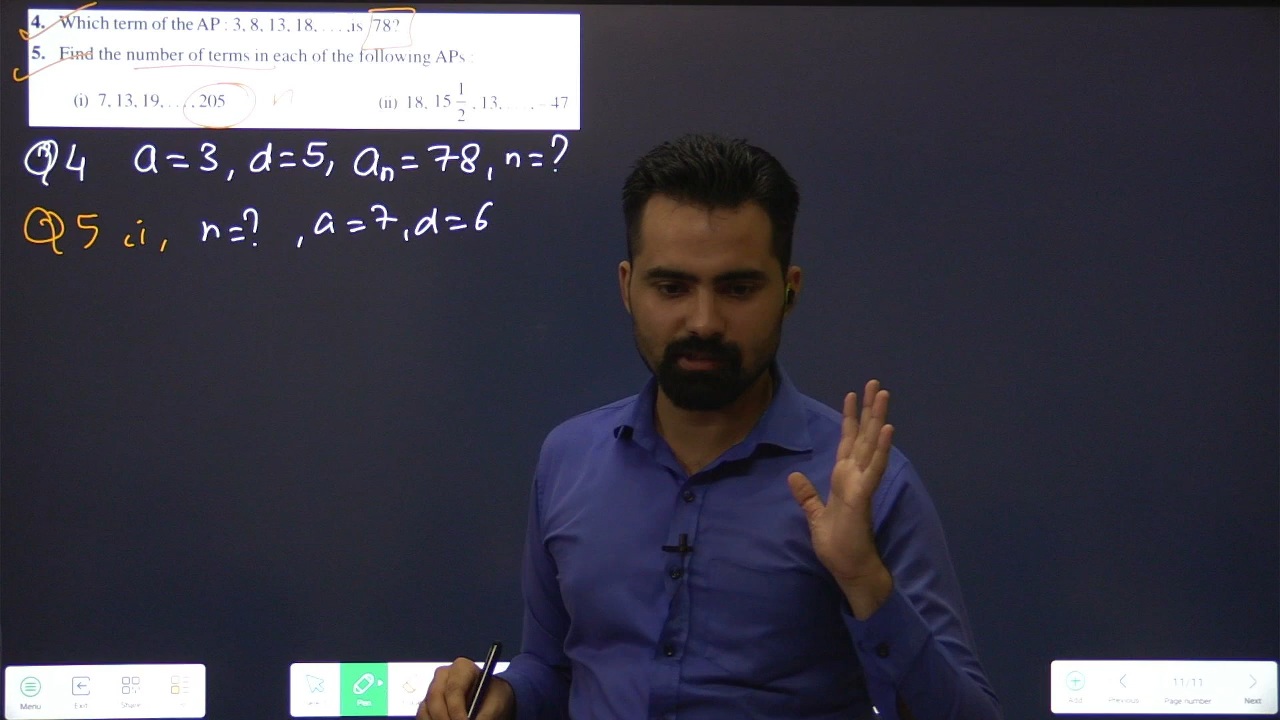 4. Which term of the AP : 3, 8, 13, 18, . . . ,is 78?
5. Find the number of terms in each of the following APs :
(i) 7, 13, 19, . . . , 205 (ii) 18, 15 1/2 , 13, . . . , – 47
Q4 a=3, d=5, an=78, n=?
Q5 (i), n=? , a=7, d=6
Menu Exit Share Pen Add Previous 11/11 Page number Next